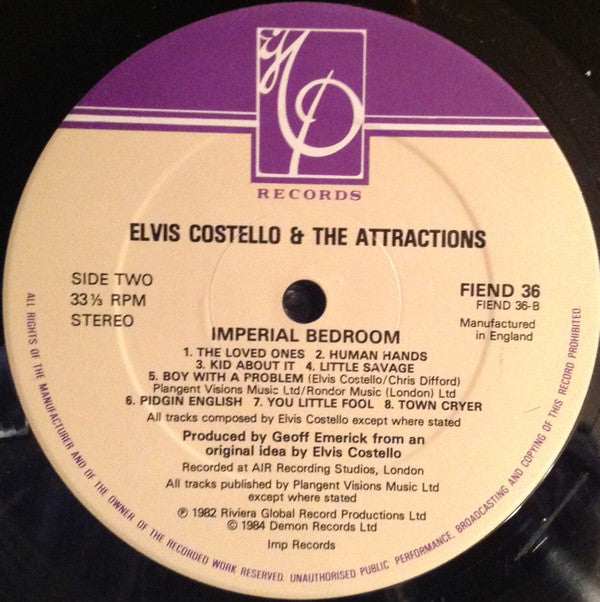 imp
RECORDS
ELVIS COSTELLO & THE ATTRACTIONS
SIDE TWO
33⅓ RPM
STEREO
FIEND 36
FIEND 36-B
Manufactured
in England
IMPERIAL BEDROOM
1. THE LOVED ONES 2. HUMAN HANDS
3. KID ABOUT IT 4. LITTLE SAVAGE
5. BOY WITH A PROBLEM (Elvis Costello/Chris Difford)
Plangent Visions Music Ltd/Rondor Music (London) Ltd
6. PIDGIN ENGLISH 7. YOU LITTLE FOOL 8. TOWN CRYER
All tracks composed by Elvis Costello except where stated
Produced by Geoff Emerick from an
original idea by Elvis Costello
Recorded at AIR Recording Studios, London
All tracks published by Plangent Visions Music Ltd
except where stated
℗ 1982 Riviera Global Record Productions Ltd
© 1984 Demon Records Ltd
Imp Records
ALL RIGHTS OF THE MANUFACTURER AND OF THE OWNER OF THE RECORDED WORK RESERVED. UNAUTHORISED PUBLIC PERFORMANCE, BROADCASTING AND COPYING OF THIS RECORD PROHIBITED.